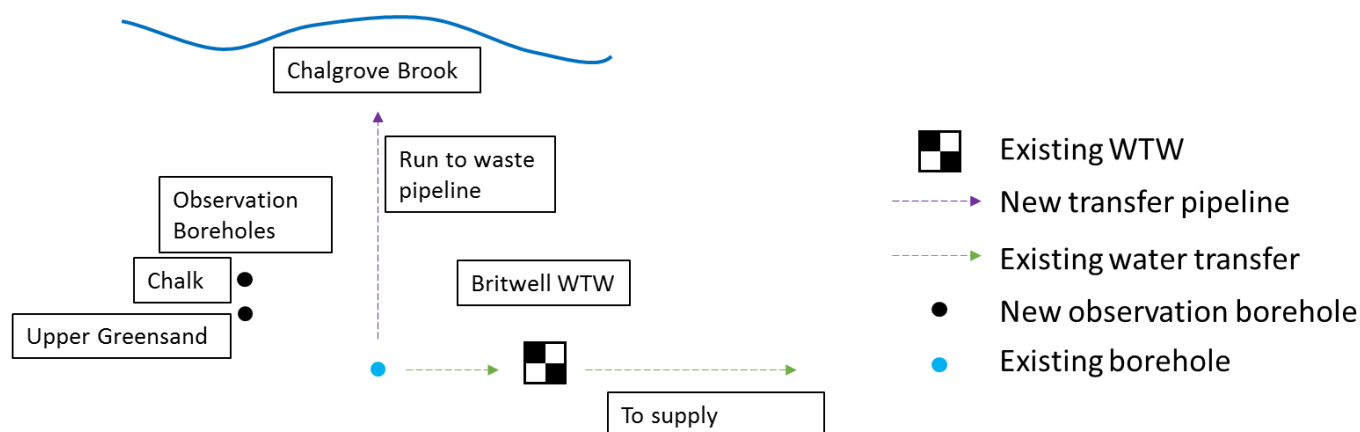 Chalgrove Brook
Run to waste
pipeline
Observation
Boreholes
Chalk
Upper Greensand
Britwell WTW
To supply
Existing WTW
New transfer pipeline
Existing water transfer
New observation borehole
Existing borehole